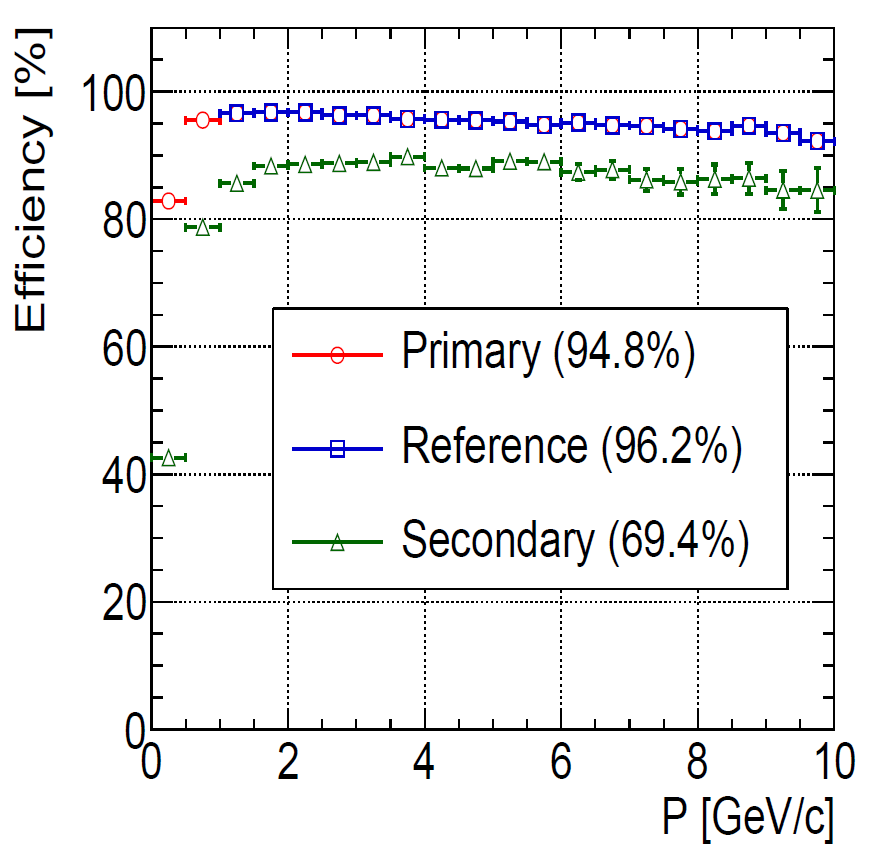 Efficiency [%]
100
80
60
40
20
0
Primary (94.8%)
Reference (96.2%)
Secondary (69.4%)
0 2 4 6 8 10
P [GeV/c]